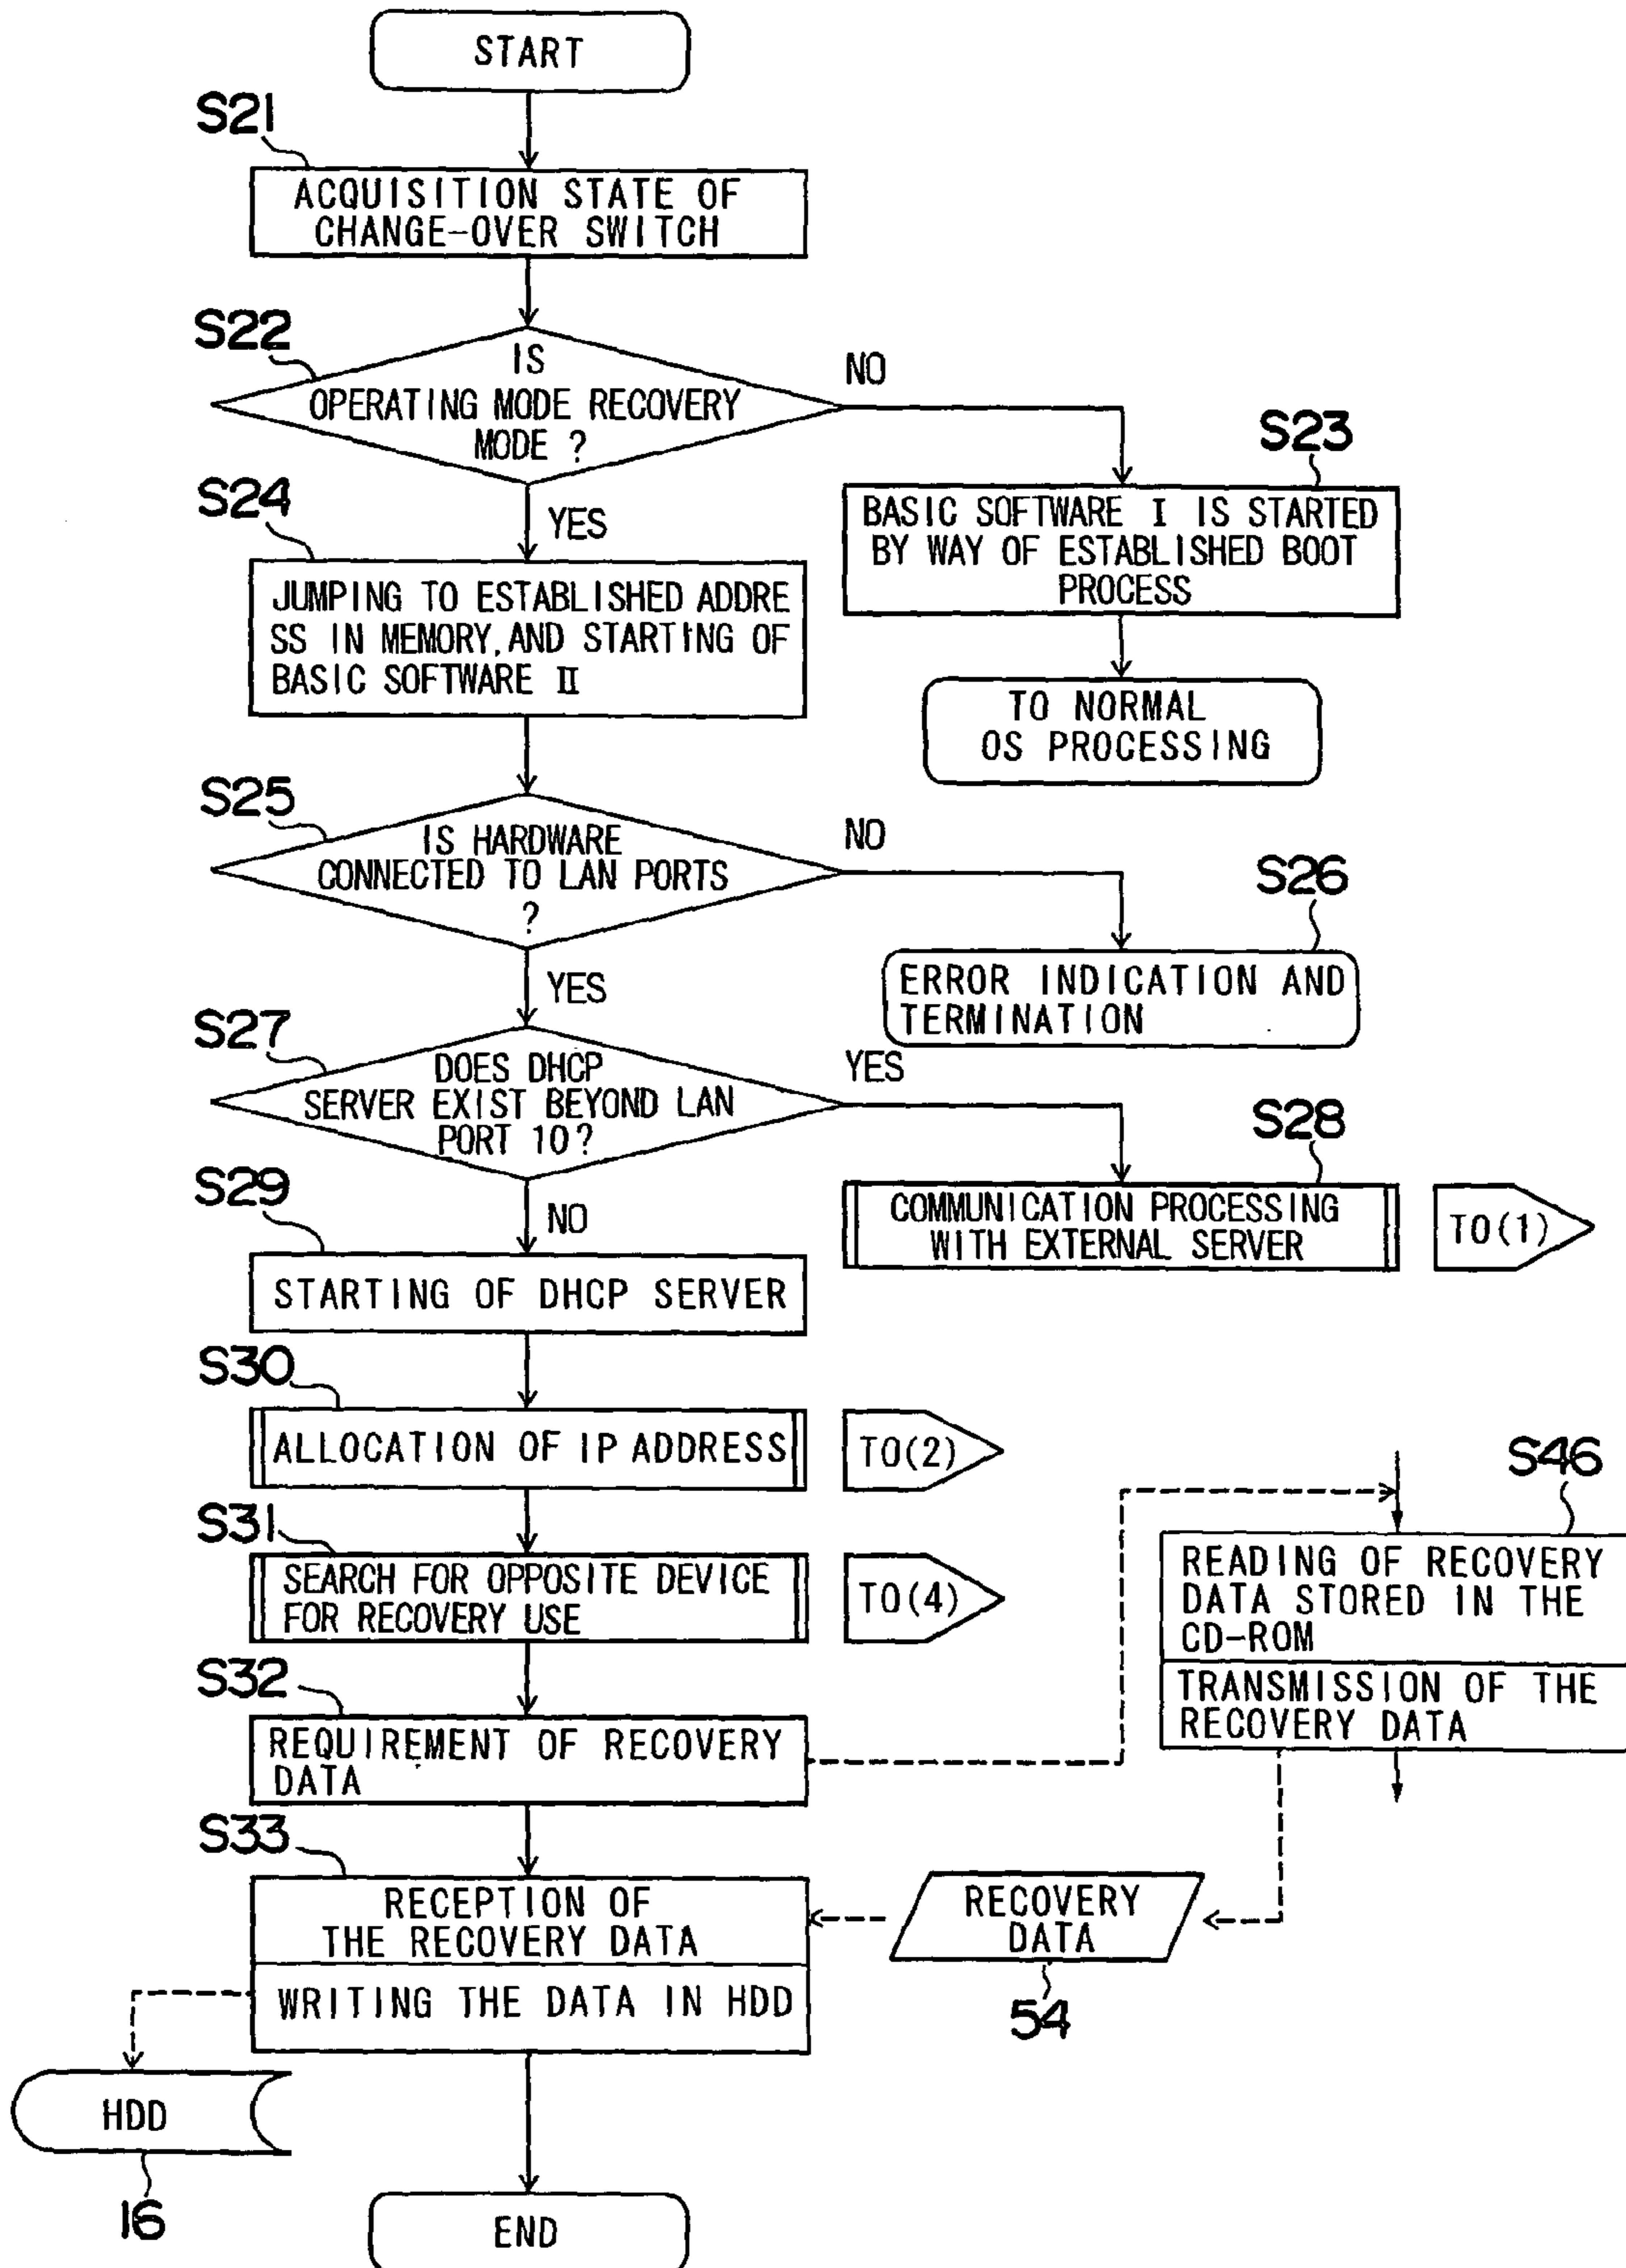 START
S21
ACQUISITION STATE OF
CHANGE-OVER SWITCH
S22
IS
OPERATING MODE RECOVERY
MODE ?
NO
YES
S23
BASIC SOFTWARE I IS STARTED
BY WAY OF ESTABLISHED BOOT
PROCESS
TO NORMAL
OS PROCESSING
S24
JUMPING TO ESTABLISHED ADDRE
SS IN MEMORY, AND STARTING OF
BASIC SOFTWARE II
S25
IS HARDWARE
CONNECTED TO LAN PORTS
?
NO
YES
S26
ERROR INDICATION AND
TERMINATION
S27
DOES DHCP
SERVER EXIST BEYOND LAN
PORT 10?
YES
NO
S28
COMMUNICATION PROCESSING
WITH EXTERNAL SERVER
TO(1)
S29
STARTING OF DHCP SERVER
S30
ALLOCATION OF IP ADDRESS
TO(2)
S31
SEARCH FOR OPPOSITE DEVICE
FOR RECOVERY USE
TO(4)
S46
READING OF RECOVERY
DATA STORED IN THE
CD-ROM
TRANSMISSION OF THE
RECOVERY DATA
S32
REQUIREMENT OF RECOVERY
DATA
S33
RECEPTION OF
THE RECOVERY DATA
WRITING THE DATA IN HDD
RECOVERY
DATA
54
HDD
16
END